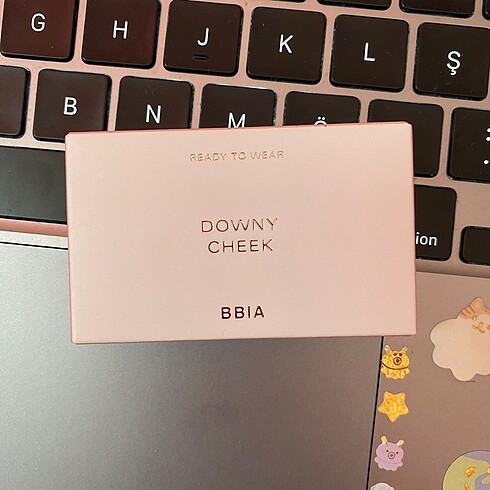 G H J K L Ş
B N M Ö
ion
READY TO WEAR
DOWNY
CHEEK
BBIA